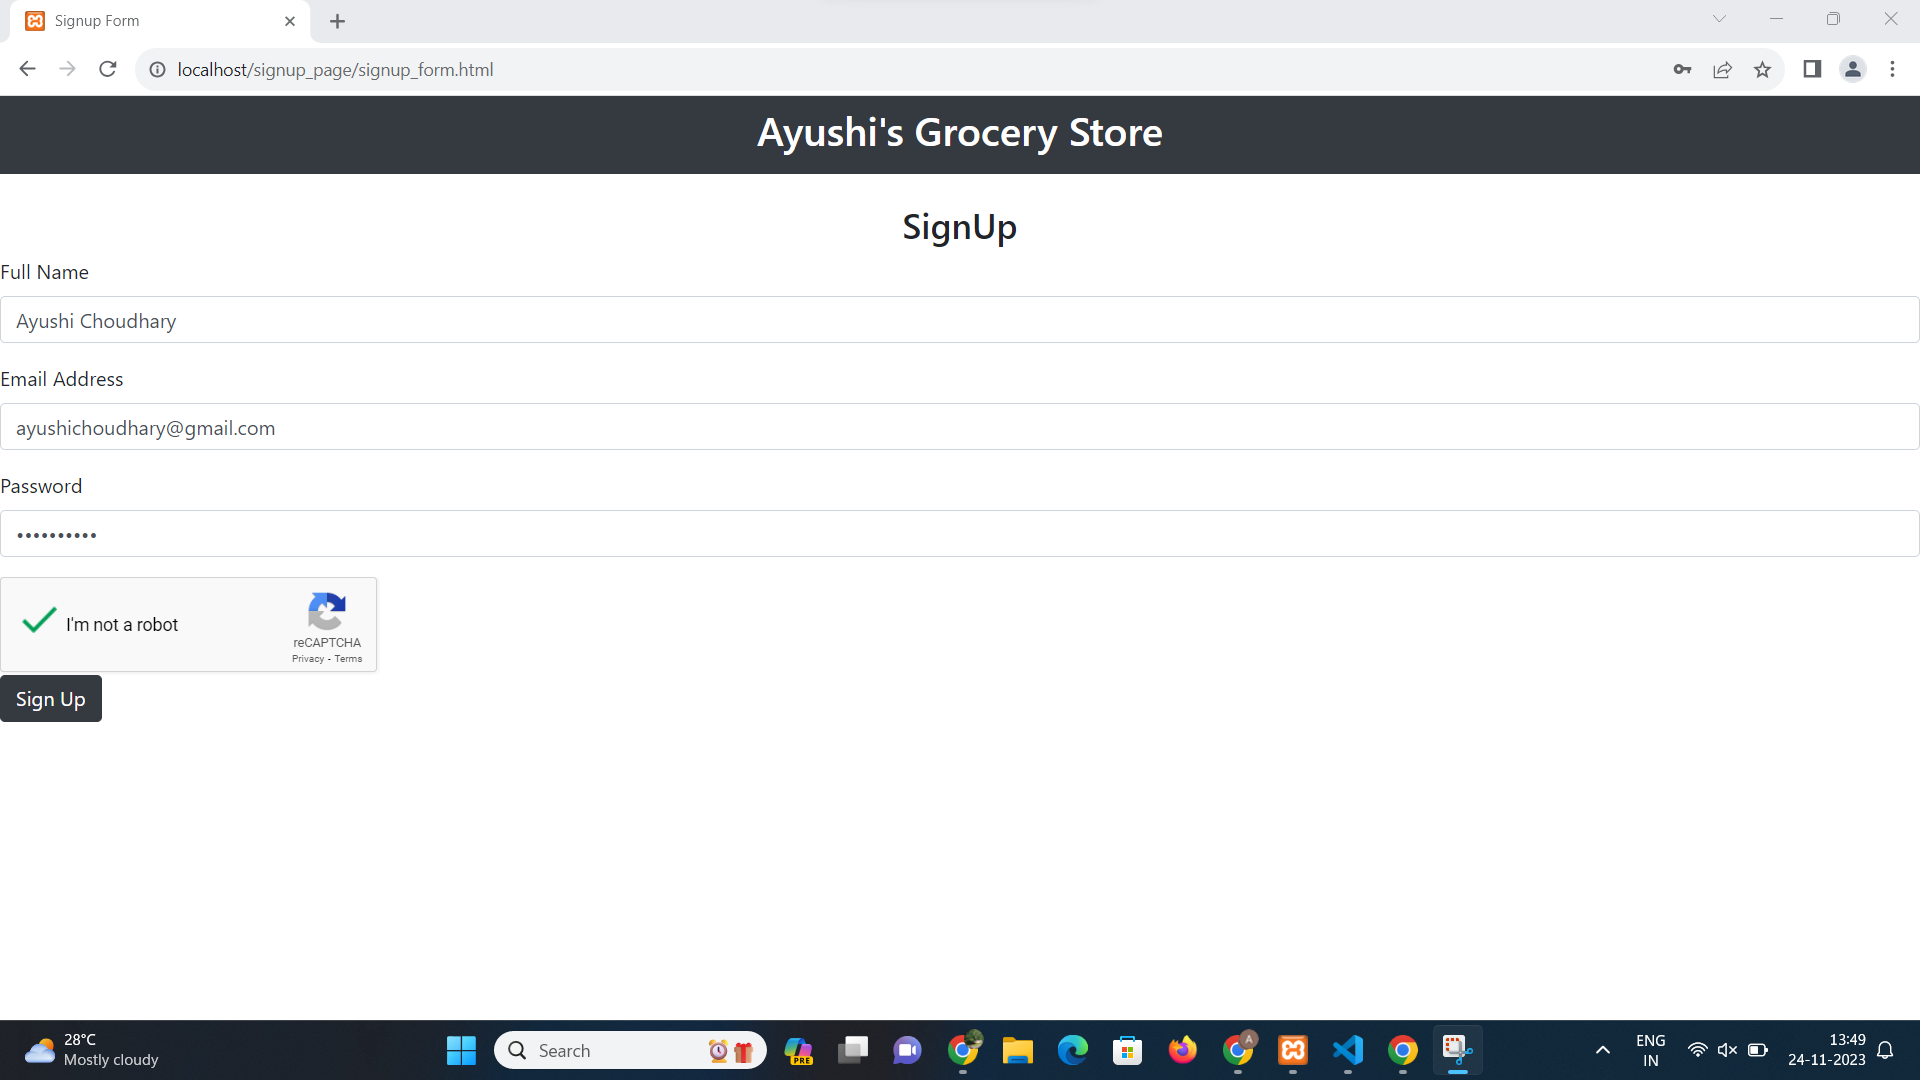 Signup Form
localhost/signup_page/signup_form.html
Ayushi's Grocery Store
SignUp
Full Name
Ayushi Choudhary
Email Address
ayushichoudhary@gmail.com
Password
••••••••••
I'm not a robot
reCAPTCHA
Privacy - Terms
Sign Up
28°C
Mostly cloudy
Search
PRE
A
ENG
IN
13:49
24-11-2023